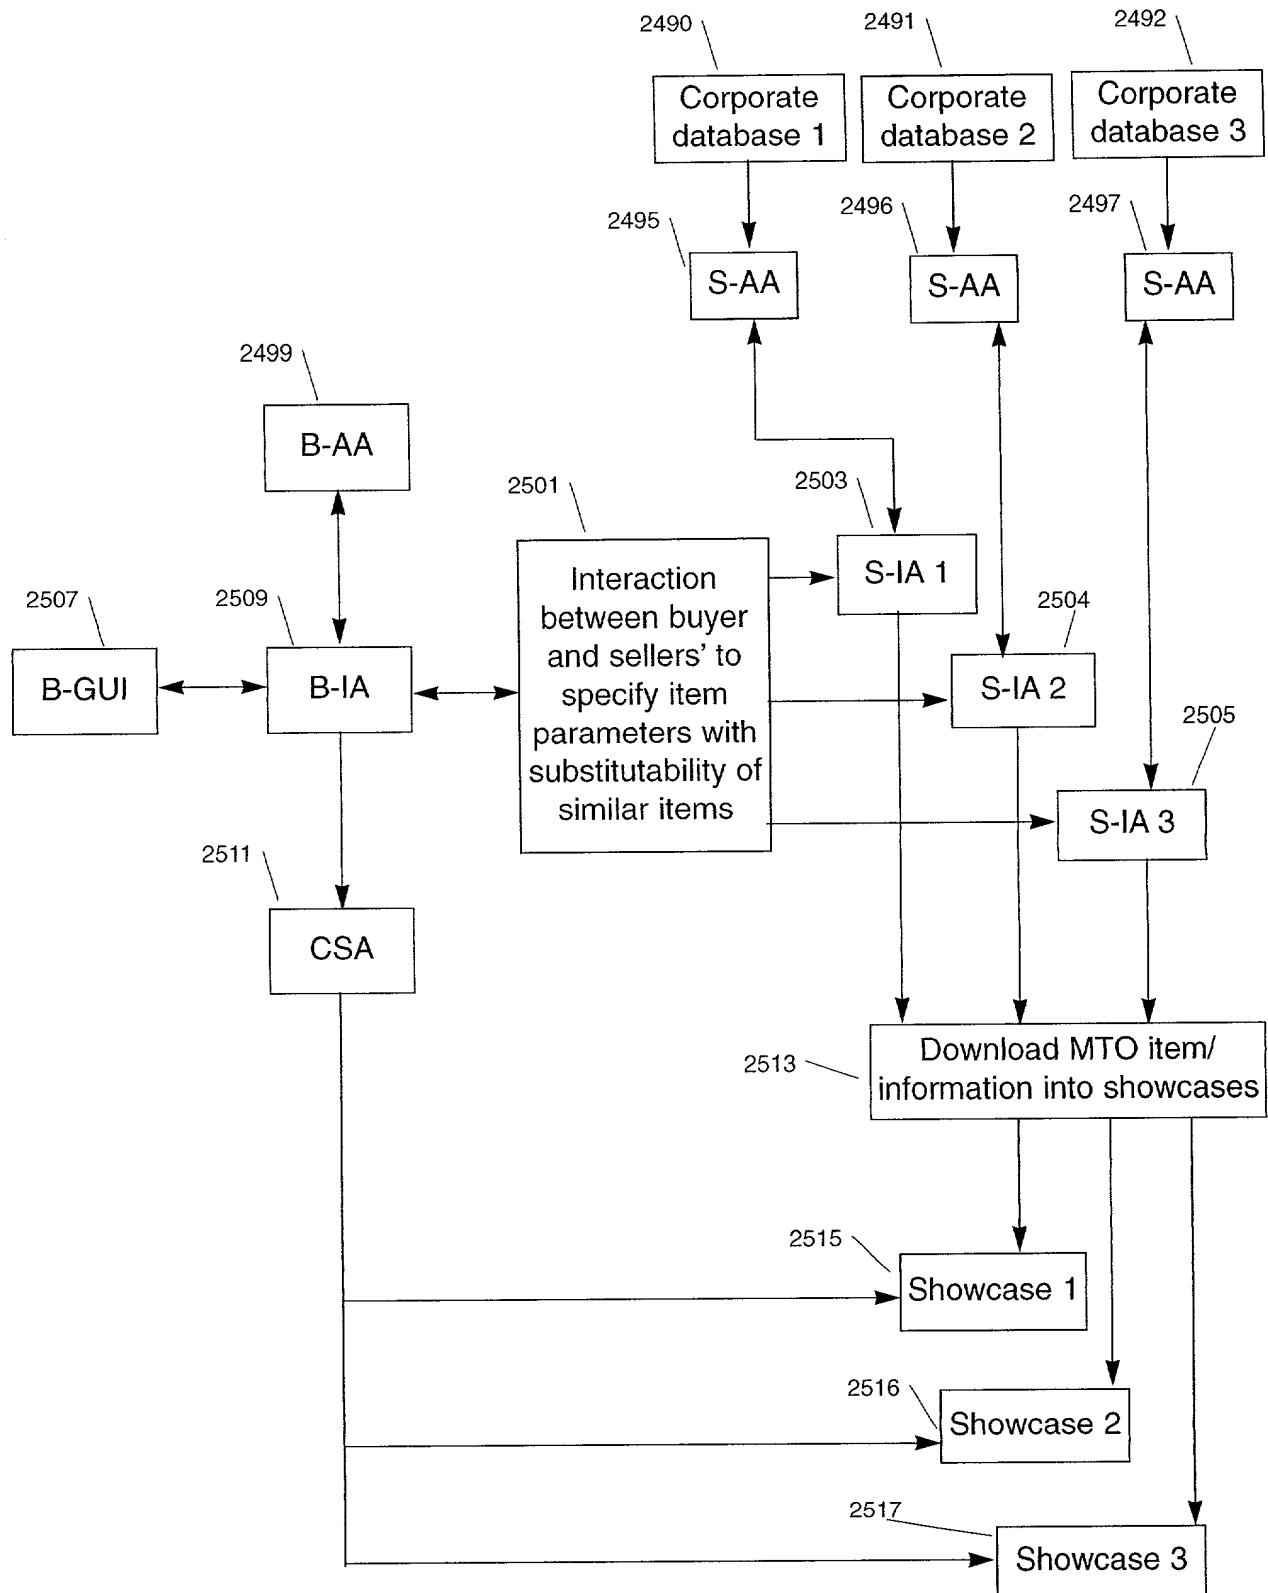 2490
2491
2492
Corporate
database 1
Corporate
database 2
Corporate
database 3
2495
2496
2497
S-AA
S-AA
S-AA
2499
B-AA
2501
2503
Interaction
between buyer
and sellers' to
specify item
parameters with
substitutability of
similar items
S-IA 1
2504
S-IA 2
2505
S-IA 3
2507
2509
B-GUI
B-IA
2511
CSA
2513
Download MTO item/
information into showcases
2515
Showcase 1
2516
Showcase 2
2517
Showcase 3